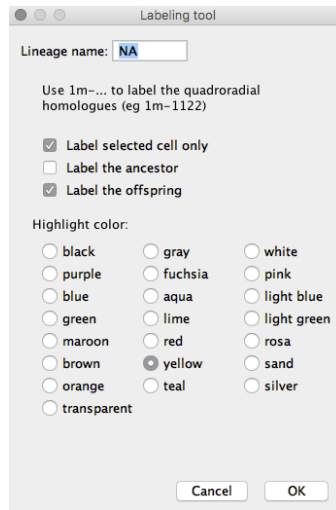 Labeling tool
Lineage name: NA
Use 1m-... to label the quadroradial
homologues (eg 1m-1122)
Label selected cell only
Label the ancestor
Label the offspring
Highlight color:
black gray white
purple fuchsia pink
blue aqua light blue
green lime light green
maroon red rosa
brown yellow sand
orange teal silver
transparent
Cancel OK